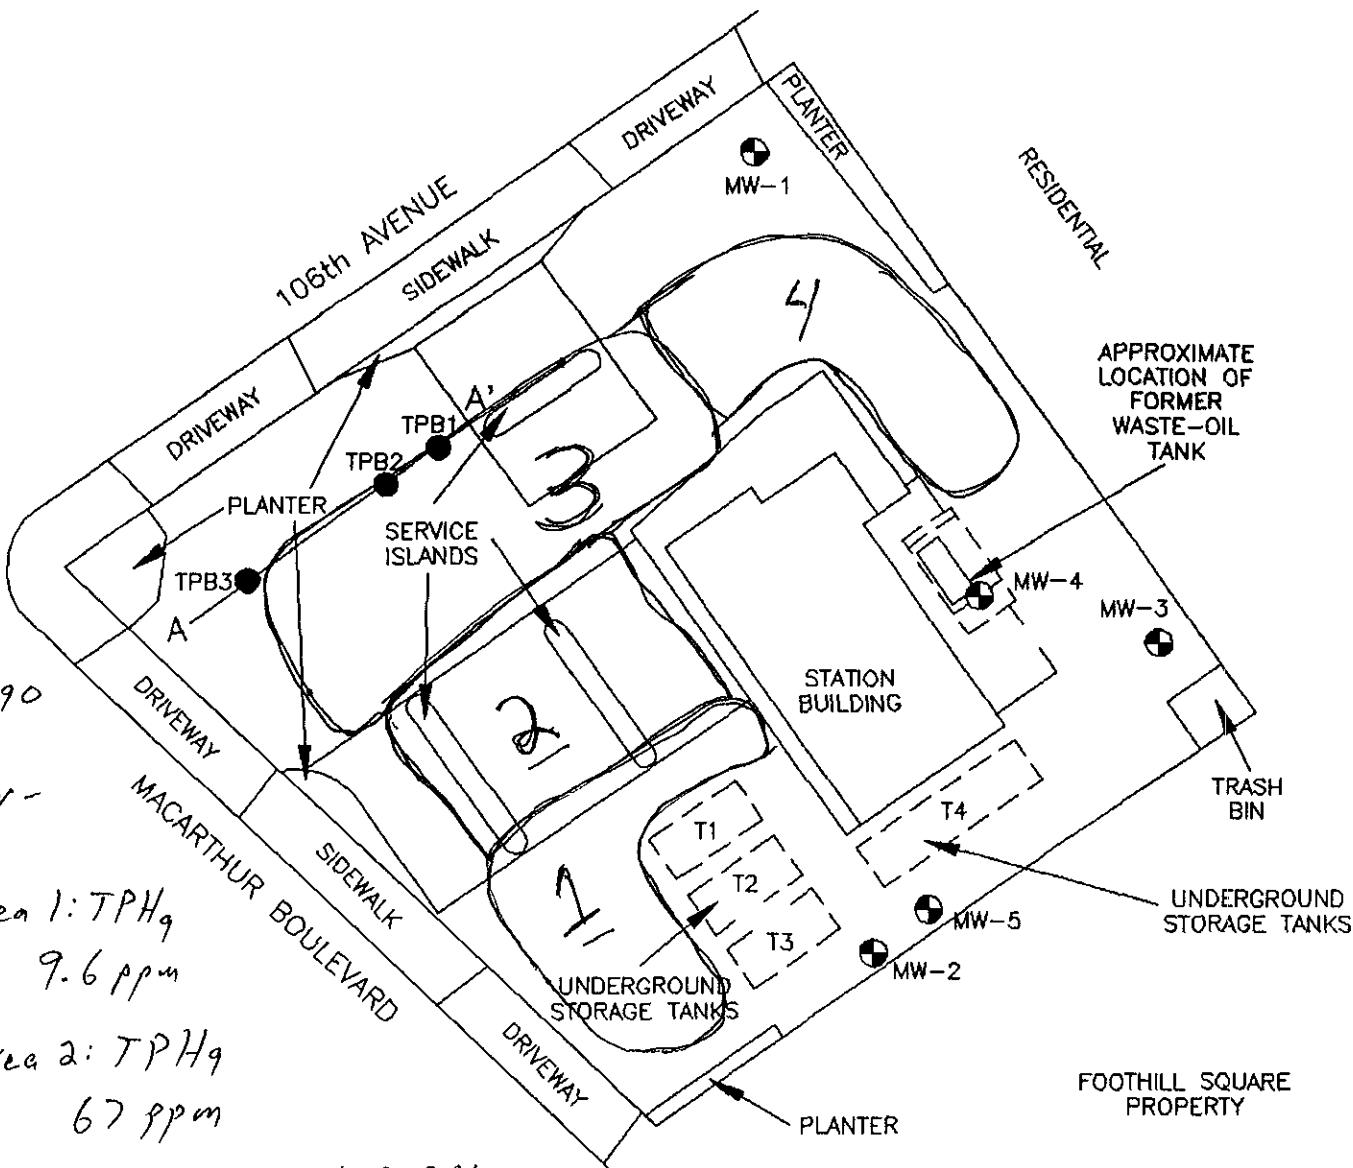 DRIVEWAY
PLANTER
MW-1
RESIDENTIAL
106th AVENUE
SIDEWALK
4
APPROXIMATE
LOCATION OF
FORMER
WASTE-OIL
TANK
DRIVEWAY
A'
TPB1
TPB2
3
PLANTER
SERVICE
ISLANDS
TPB3
A
MW-4
MW-3
90
DRIVEWAY
2
STATION
BUILDING
TRASH
BIN
MACARTHUR BOULEVARD
SIDEWALK
T1
T2
T3
T4
1
UNDERGROUND
STORAGE TANKS
MW-5
MW-2
UNDERGROUND
STORAGE TANKS
ea 1: TPHg
9.6 ppm
ea 2: TPHg
67 ppm
DRIVEWAY
PLANTER
FOOTHILL SQUARE
PROPERTY